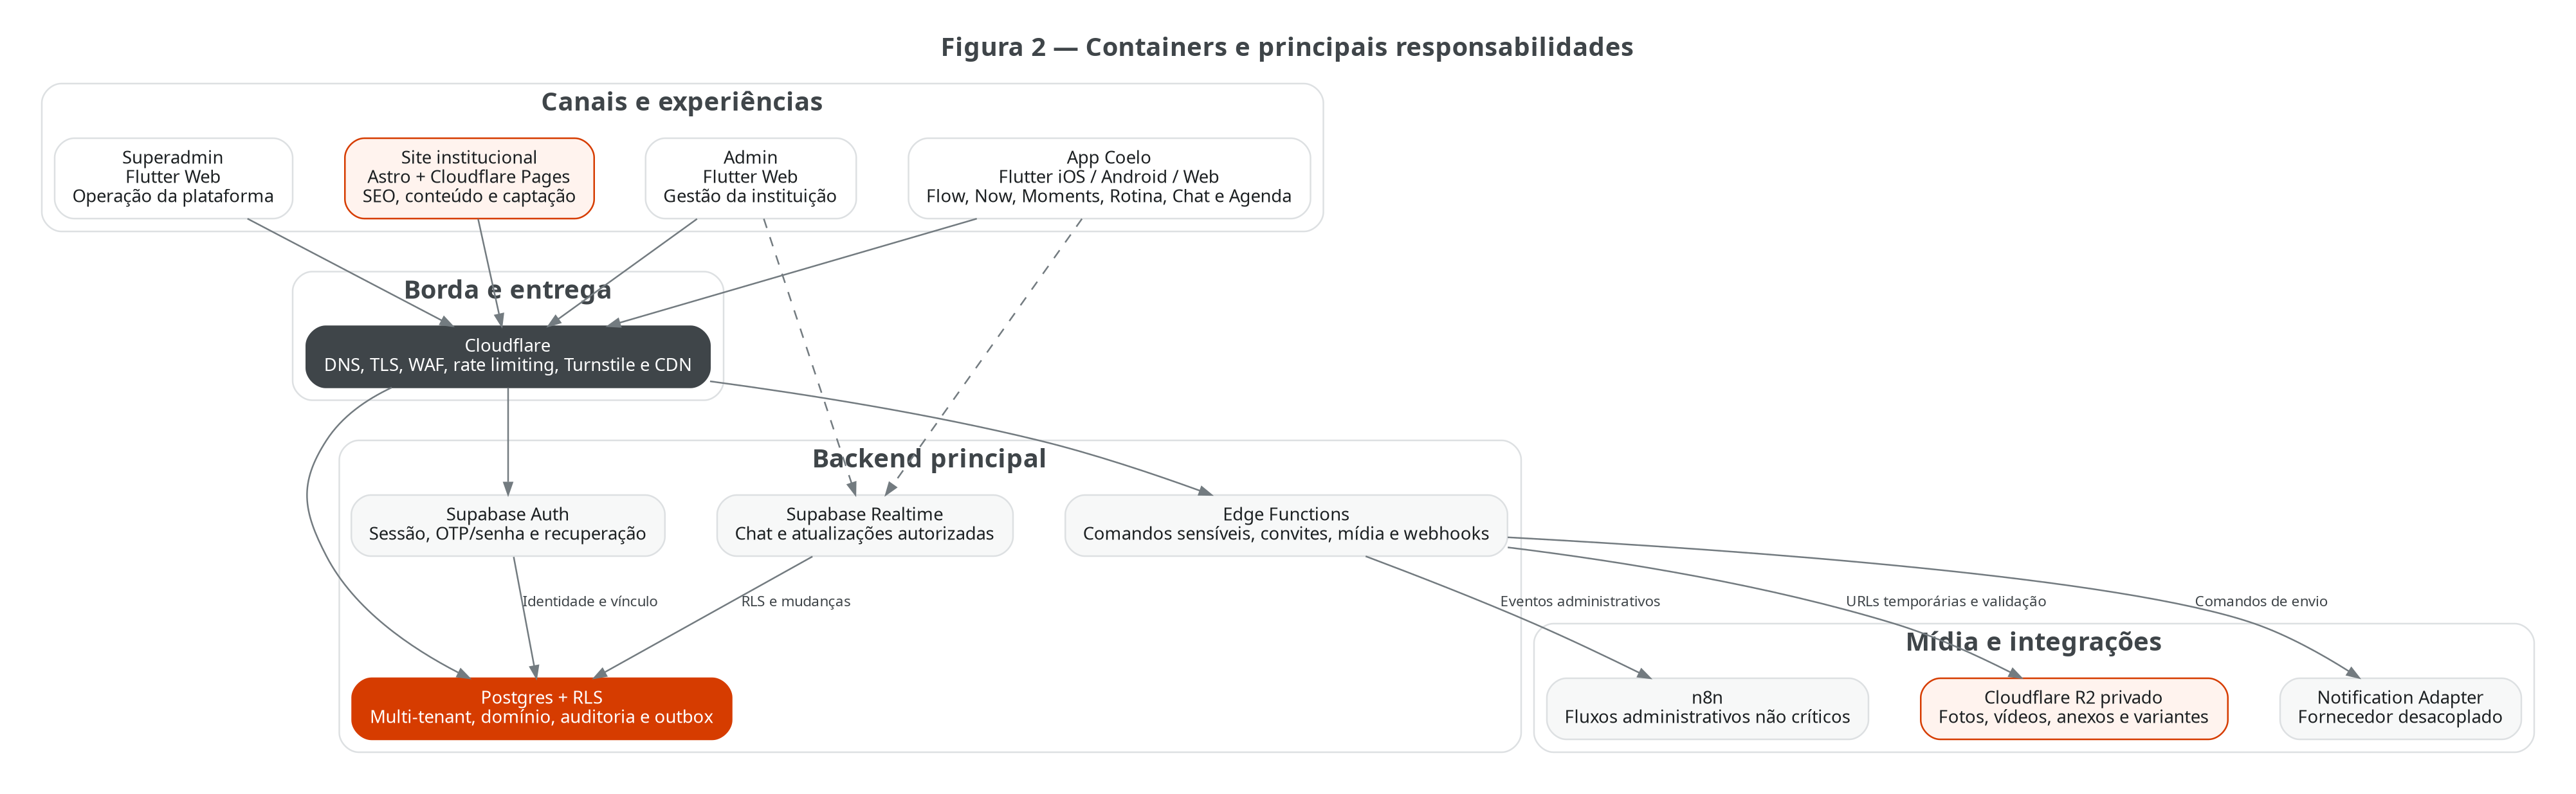 Figura 2 — Containers e principais responsabilidades
Canais e experiências
Superadmin
Flutter Web
Operação da plataforma
Site institucional
Astro + Cloudflare Pages
SEO, conteúdo e captação
Admin
Flutter Web
Gestão da instituição
App Coelo
Flutter iOS / Android / Web
Flow, Now, Moments, Rotina, Chat e Agenda
Borda e entrega
Cloudflare
DNS, TLS, WAF, rate limiting, Turnstile e CDN
Backend principal
Supabase Auth
Sessão, OTP/senha e recuperação
Supabase Realtime
Chat e atualizações autorizadas
Edge Functions
Comandos sensíveis, convites, mídia e webhooks
Identidade e vínculo
RLS e mudanças
Eventos administrativos
URLs temporárias e validação
Comandos de envio
Postgres + RLS
Multi-tenant, domínio, auditoria e outbox
Mídia e integrações
n8n
Fluxos administrativos não críticos
Cloudflare R2 privado
Fotos, vídeos, anexos e variantes
Notification Adapter
Fornecedor desacoplado